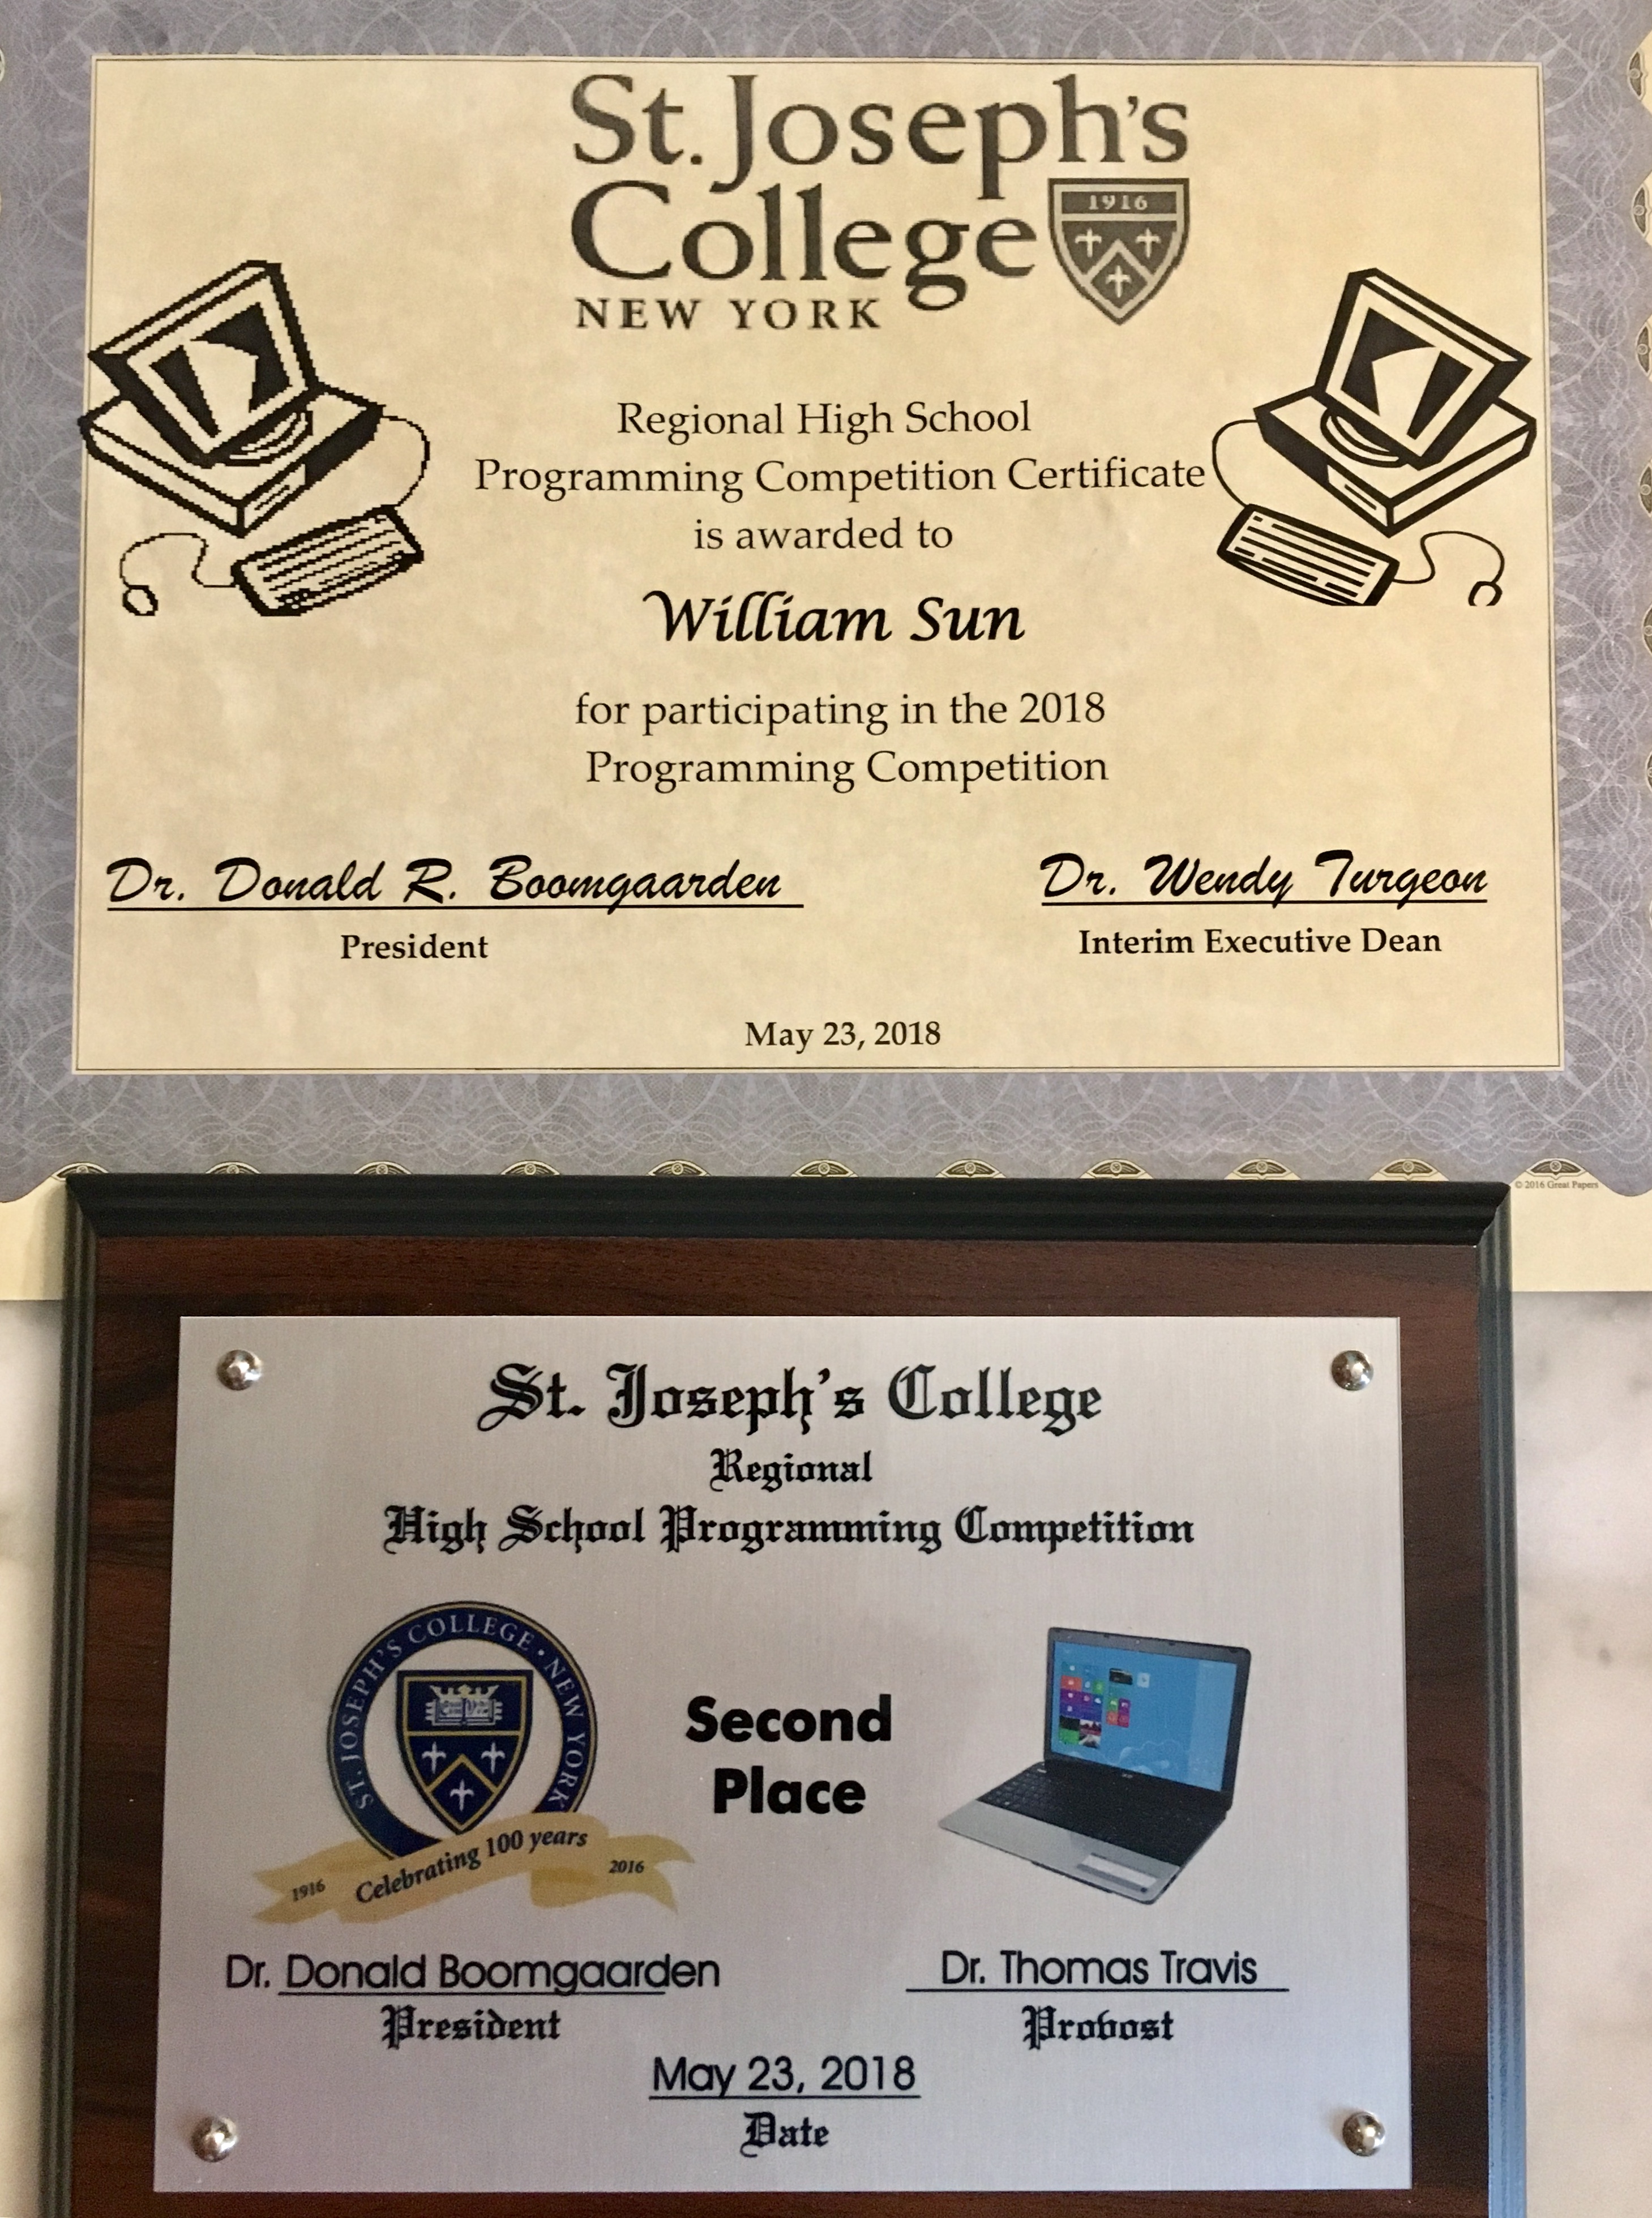 St. Joseph's
College
1916
NEW YORK
Regional High School
Programming Competition Certificate
is awarded to
William Sun
for participating in the 2018
Programming Competition
Dr. Donald R. Boomgaarden
Dr. Wendy Turgeon
President
Interim Executive Dean
May 23, 2018
© 2016 Great Papers
St. Joseph's College
Regional
High School Programming Competition
ST. JOSEPH'S COLLEGE • NEW YORK
Second
Place
1916 Celebrating 100 years 2016
Dr. Donald Boomgaarden
Dr. Thomas Travis
President
Provost
May 23, 2018
Date